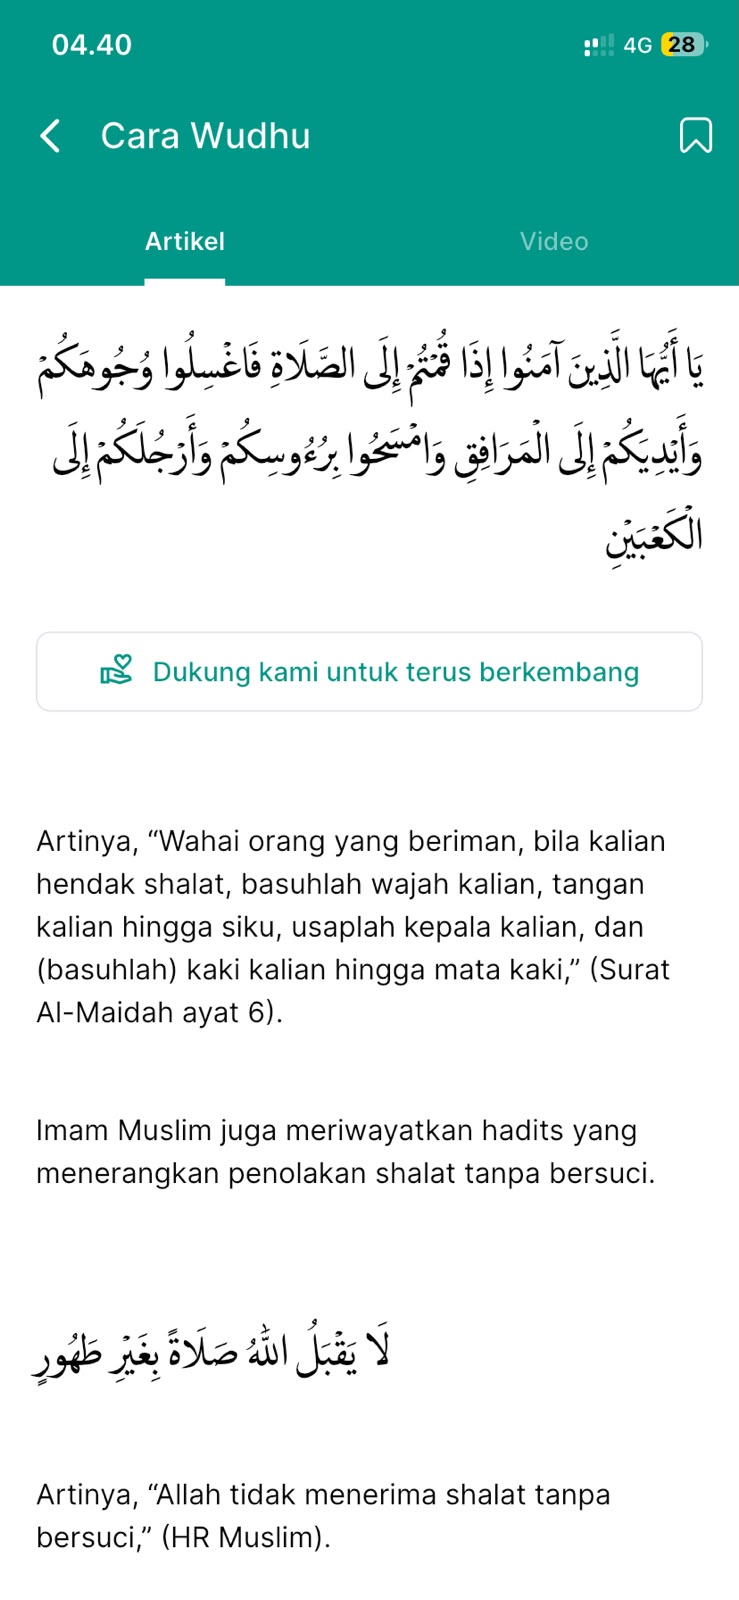 04.40
4G 28
Cara Wudhu
Artikel
Video
يَا أَيُّهَا الَّذِينَ آمَنُوا إِذَا قُمْتُمْ إِلَى الصَّلَاةِ فَاغْسِلُوا وُجُوهَكُمْ
وَأَيْدِيَكُمْ إِلَى الْمَرَافِقِ وَامْسَحُوا بِرُءُوسِكُمْ وَأَرْجُلَكُمْ إِلَى
الْكَعْبَيْنِ
Dukung kami untuk terus berkembang
Artinya, “Wahai orang yang beriman, bila kalian
hendak shalat, basuhlah wajah kalian, tangan
kalian hingga siku, usaplah kepala kalian, dan
(basuhlah) kaki kalian hingga mata kaki,” (Surat
Al-Maidah ayat 6).
Imam Muslim juga meriwayatkan hadits yang
menerangkan penolakan shalat tanpa bersuci.
لَا يَقْبَلُ اللهُ صَلَاةً بِغَيْرِ طَهُورٍ
Artinya, “Allah tidak menerima shalat tanpa
bersuci,” (HR Muslim).